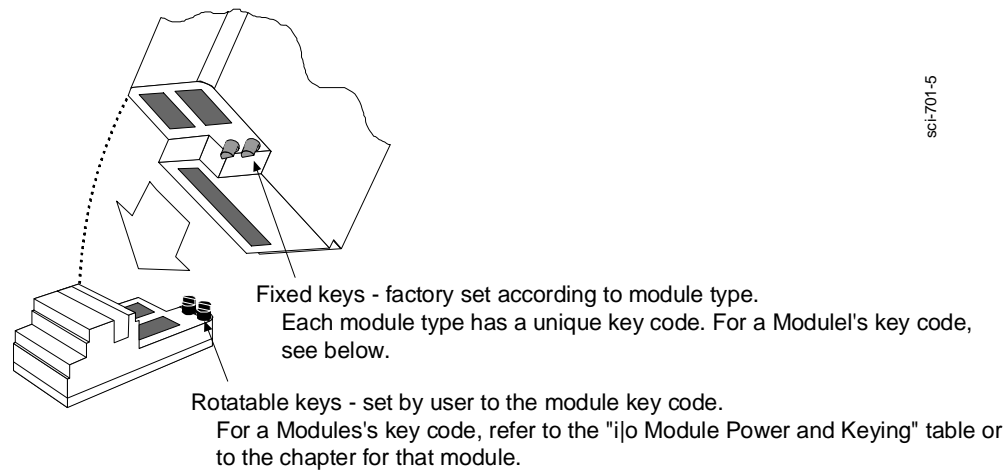 sci-701-5
Fixed keys - factory set according to module type.
Each module type has a unique key code. For a Modulel's key code,
see below.
Rotatable keys - set by user to the module key code.
For a Modules's key code, refer to the "i|o Module Power and Keying" table or
to the chapter for that module.